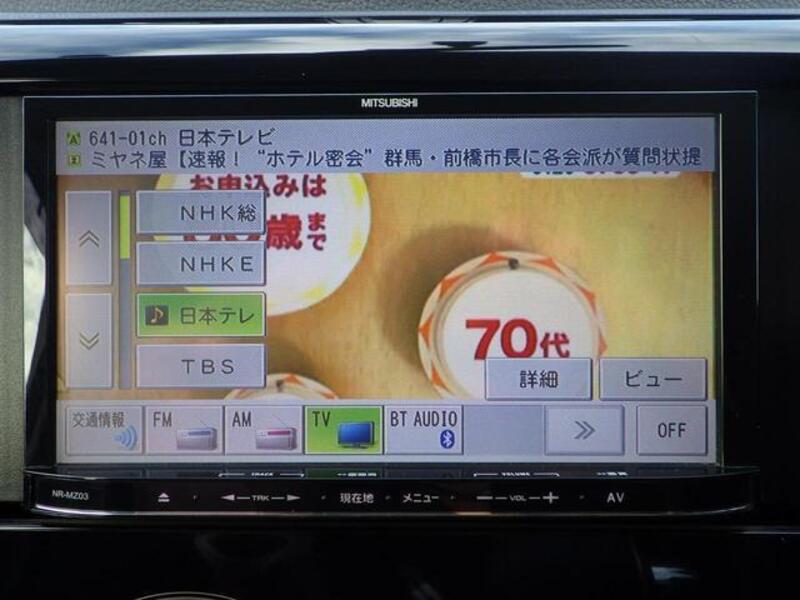 MITSUBISHI
641-01ch 日本テレビ
ミヤネ屋【速報！“ホテル密会”群馬・前橋市長に各会派が質問状提
お申込みは
歳まで
NHK総
NHKE
日本テレ
TBS
70代
詳細
ビュー
交通情報
FM
AM
TV
BT AUDIO
OFF
TRACK
VOLUME
NR-MZ03
TRK
現在地
メニュー
VOL
AV